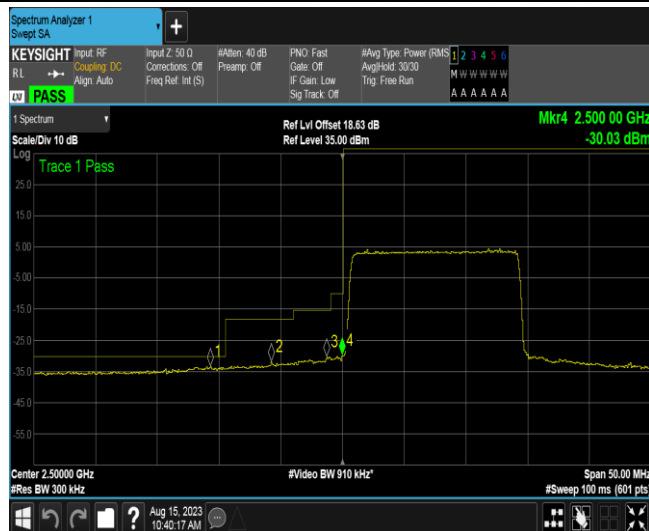 Spectrum Analyzer 1
Swept SA
+
KEYSIGHT
RL
LXI PASS
Input: RF
Coupling: DC
Align: Auto
Input Z: 50 Ω
Corrections: Off
Freq Ref: Int (S)
#Atten: 40 dB
Preamp: Off
PNO: Fast
Gate: Off
IF Gain: Low
Sig Track: Off
#Avg Type: Power (RMS
Avg|Hold: 30/30
Trig: Free Run
1 2 3 4 5 6
M W W W W W
A A A A A A
1 Spectrum
Scale/Div 10 dB
Ref Lvl Offset 18.63 dB
Ref Level 35.00 dBm
Mkr4 2.500 00 GHz
-30.03 dBm
Log
Trace 1 Pass
25.0
15.0
5.00
-5.00
-15.0
-25.0
-35.0
-45.0
-55.0
1
2
3
4
Center 2.50000 GHz
#Res BW 300 kHz
#Video BW 910 kHz*
Span 50.00 MHz
#Sweep 100 ms (601 pts)
?
Aug 15, 2023
10:40:17 AM